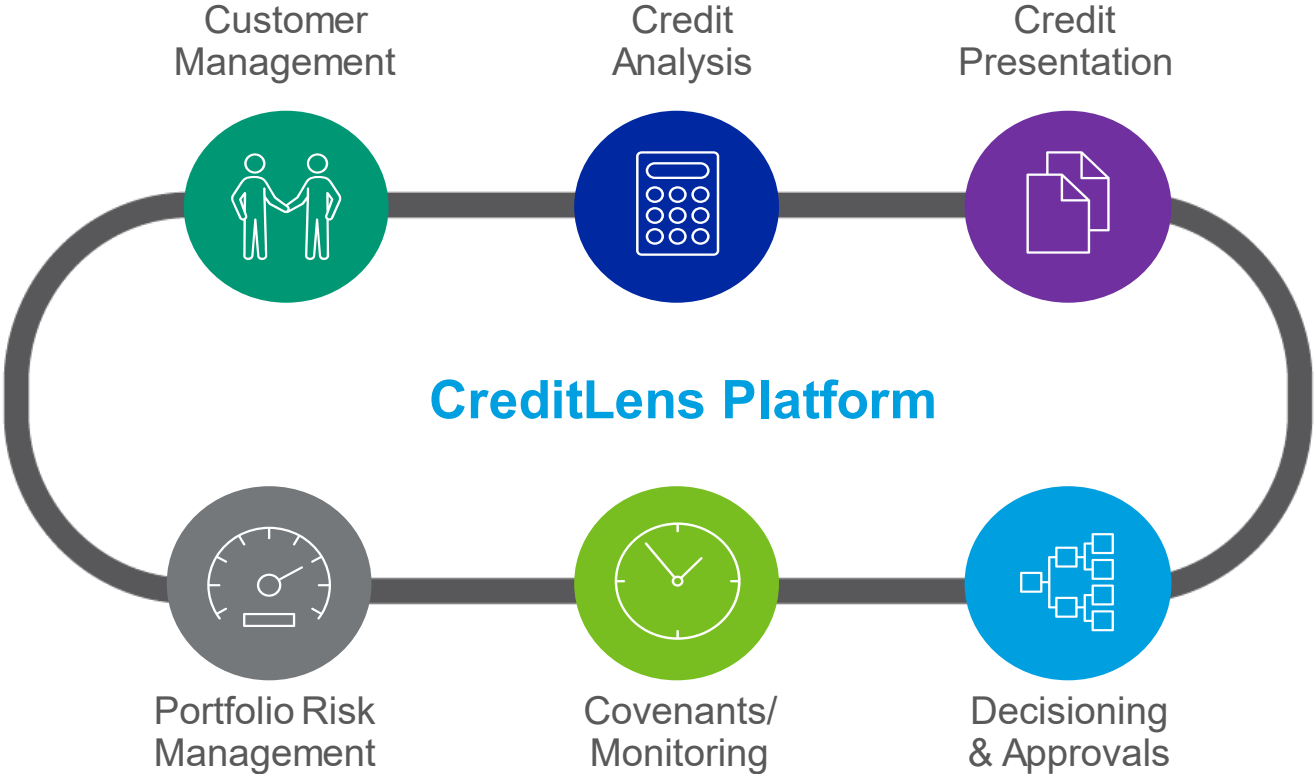 Customer
Management
Credit
Analysis
Credit
Presentation
CreditLens Platform
Portfolio Risk
Management
Covenants/
Monitoring
Decisioning
& Approvals